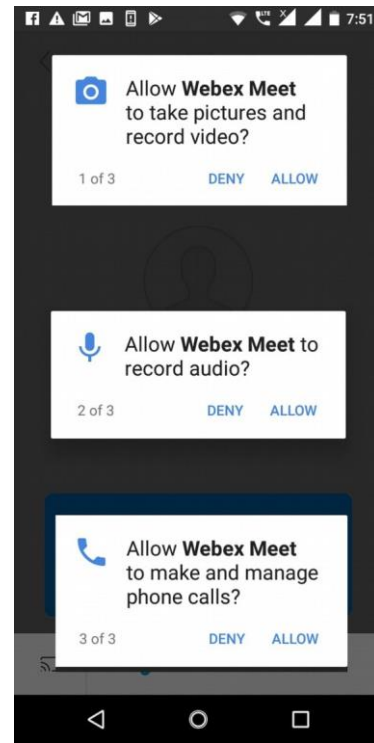 7:51
Allow Webex Meet
to take pictures and
record video?
1 of 3 DENY ALLOW
Allow Webex Meet to
record audio?
2 of 3 DENY ALLOW
Allow Webex Meet
to make and manage
phone calls?
3 of 3 DENY ALLOW